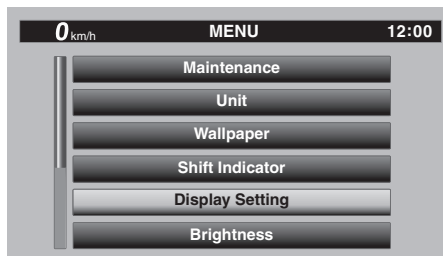 0 km/h MENU 12:00
Maintenance
Unit
Wallpaper
Shift Indicator
Display Setting
Brightness